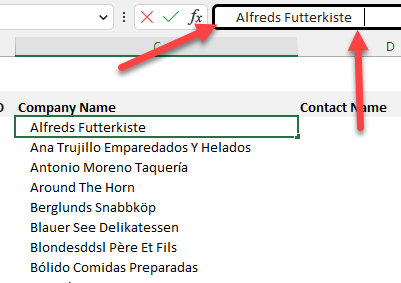 fx Alfreds Futterkiste
C D
Company Name Contact Name
Alfreds Futterkiste
Ana Trujillo Emparedados Y Helados
Antonio Moreno Taquería
Around The Horn
Berglunds Snabbköp
Blauer See Delikatessen
Blondesddsl Père Et Fils
Bólido Comidas Preparadas